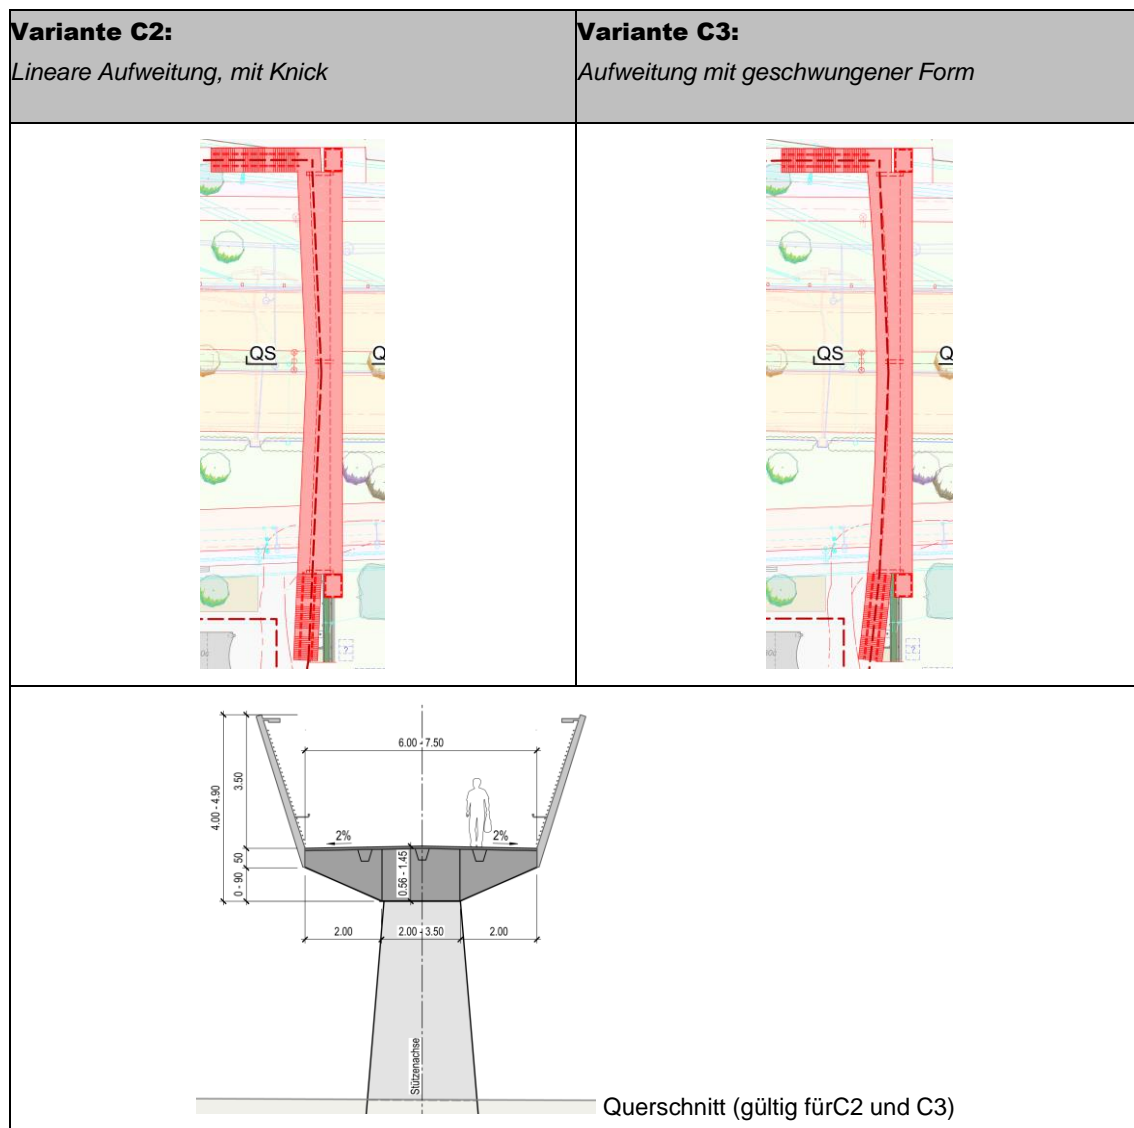 Variante C2:
Lineare Aufweitung, mit Knick
Variante C3:
Aufweitung mit geschwungener Form
QS
Q
?
QS
Q
?
6.00 - 7.50
4.00 - 4.90
3.50
50
0 - 90
2%
2%
0.56 - 1.45
2.00
2.00 - 3.50
2.00
Stützenachse
Querschnitt (gültig fürC2 und C3)